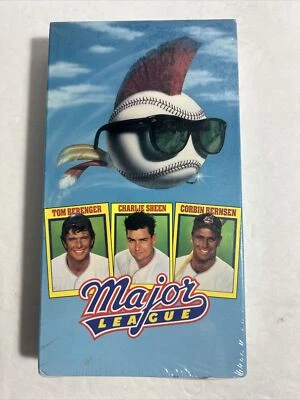 TOM BERENGER
CHARLIE SHEEN
CORBIN BERNSEN
Major
LEAGUE